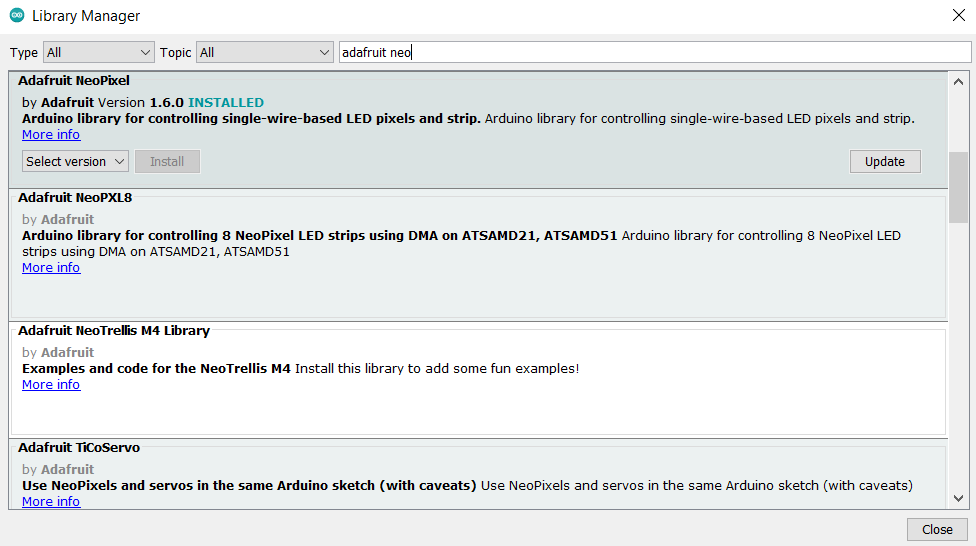 Library Manager
Type All Topic All adafruit neo
Adafruit NeoPixel
by Adafruit Version 1.6.0 INSTALLED
Arduino library for controlling single-wire-based LED pixels and strip. Arduino library for controlling single-wire-based LED pixels and strip.
More info
Select version Install Update
Adafruit NeoPXL8
by Adafruit
Arduino library for controlling 8 NeoPixel LED strips using DMA on ATSAMD21, ATSAMD51 Arduino library for controlling 8 NeoPixel LED
strips using DMA on ATSAMD21, ATSAMD51
More info
Adafruit NeoTrellis M4 Library
by Adafruit
Examples and code for the NeoTrellis M4 Install this library to add some fun examples!
More info
Adafruit TiCoServo
by Adafruit
Use NeoPixels and servos in the same Arduino sketch (with caveats) Use NeoPixels and servos in the same Arduino sketch (with caveats)
More info
Close